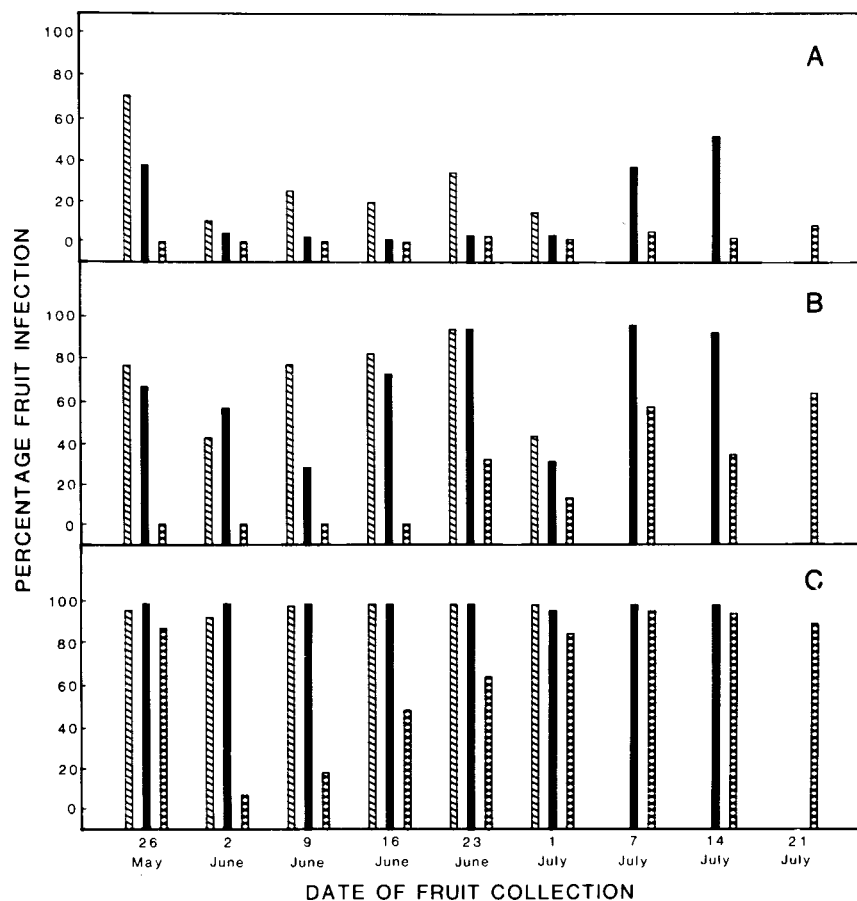 PERCENTAGE FRUIT INFECTION
A
100
80
60
40
20
0
B
100
80
60
40
20
0
C
100
80
60
40
20
0
26 2 9 16 23 1 7 14 21
May June June June June July July July July
DATE OF FRUIT COLLECTION